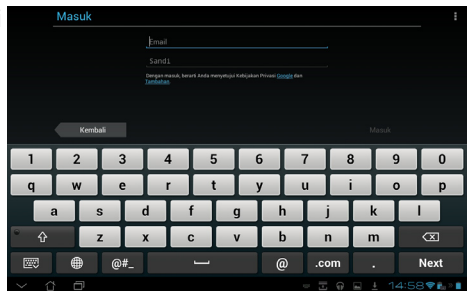 Masuk
Email
Sandi
Dengan masuk, berarti Anda menyetujui Kebijakan Privasi Google dan
Tambahan.
Kembali
Masuk
1 2 3 4 5 6 7 8 9 0
q w e r t y u i o p
a s d f g h j k l
z x c v b n m
@#_ @ .com . Next
14:58